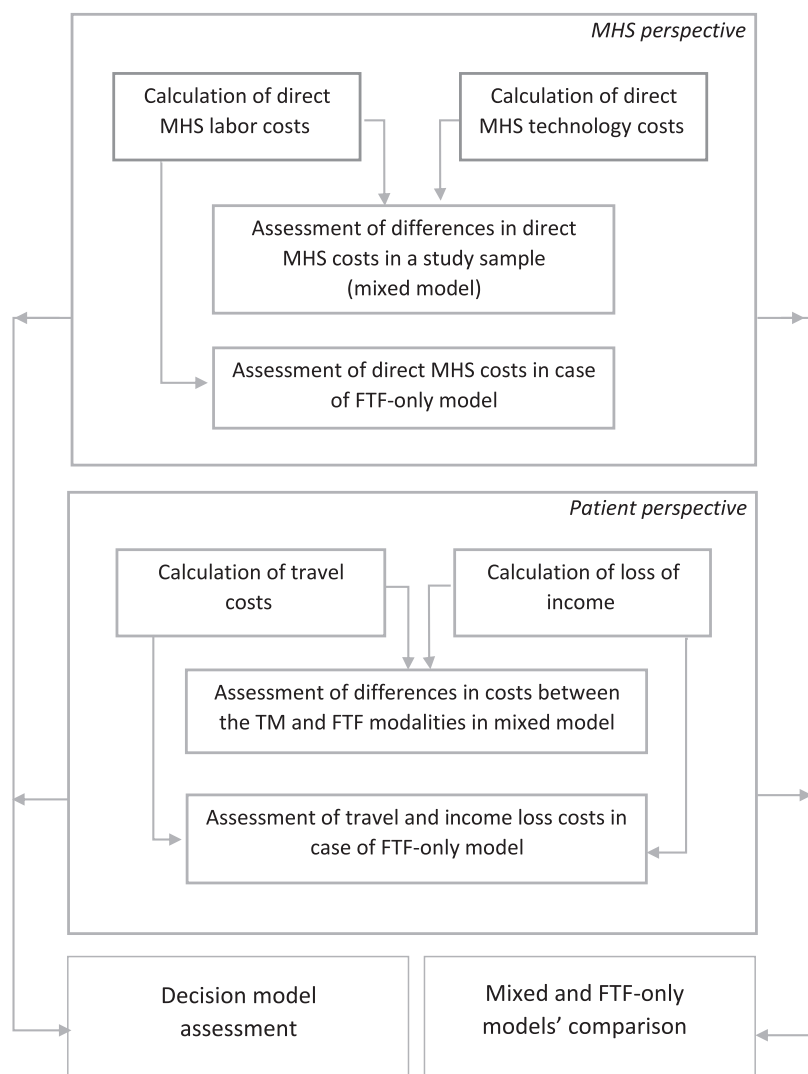 MHS perspective
Calculation of direct
MHS labor costs
Calculation of direct
MHS technology costs
Assessment of differences in direct
MHS costs in a study sample
(mixed model)
Assessment of direct MHS costs in case
of FTF-only model
Patient perspective
Calculation of travel
costs
Calculation of loss of
income
Assessment of differences in costs between
the TM and FTF modalities in mixed model
Assessment of travel and income loss costs in
case of FTF-only model
Decision model
assessment
Mixed and FTF-only
models’ comparison